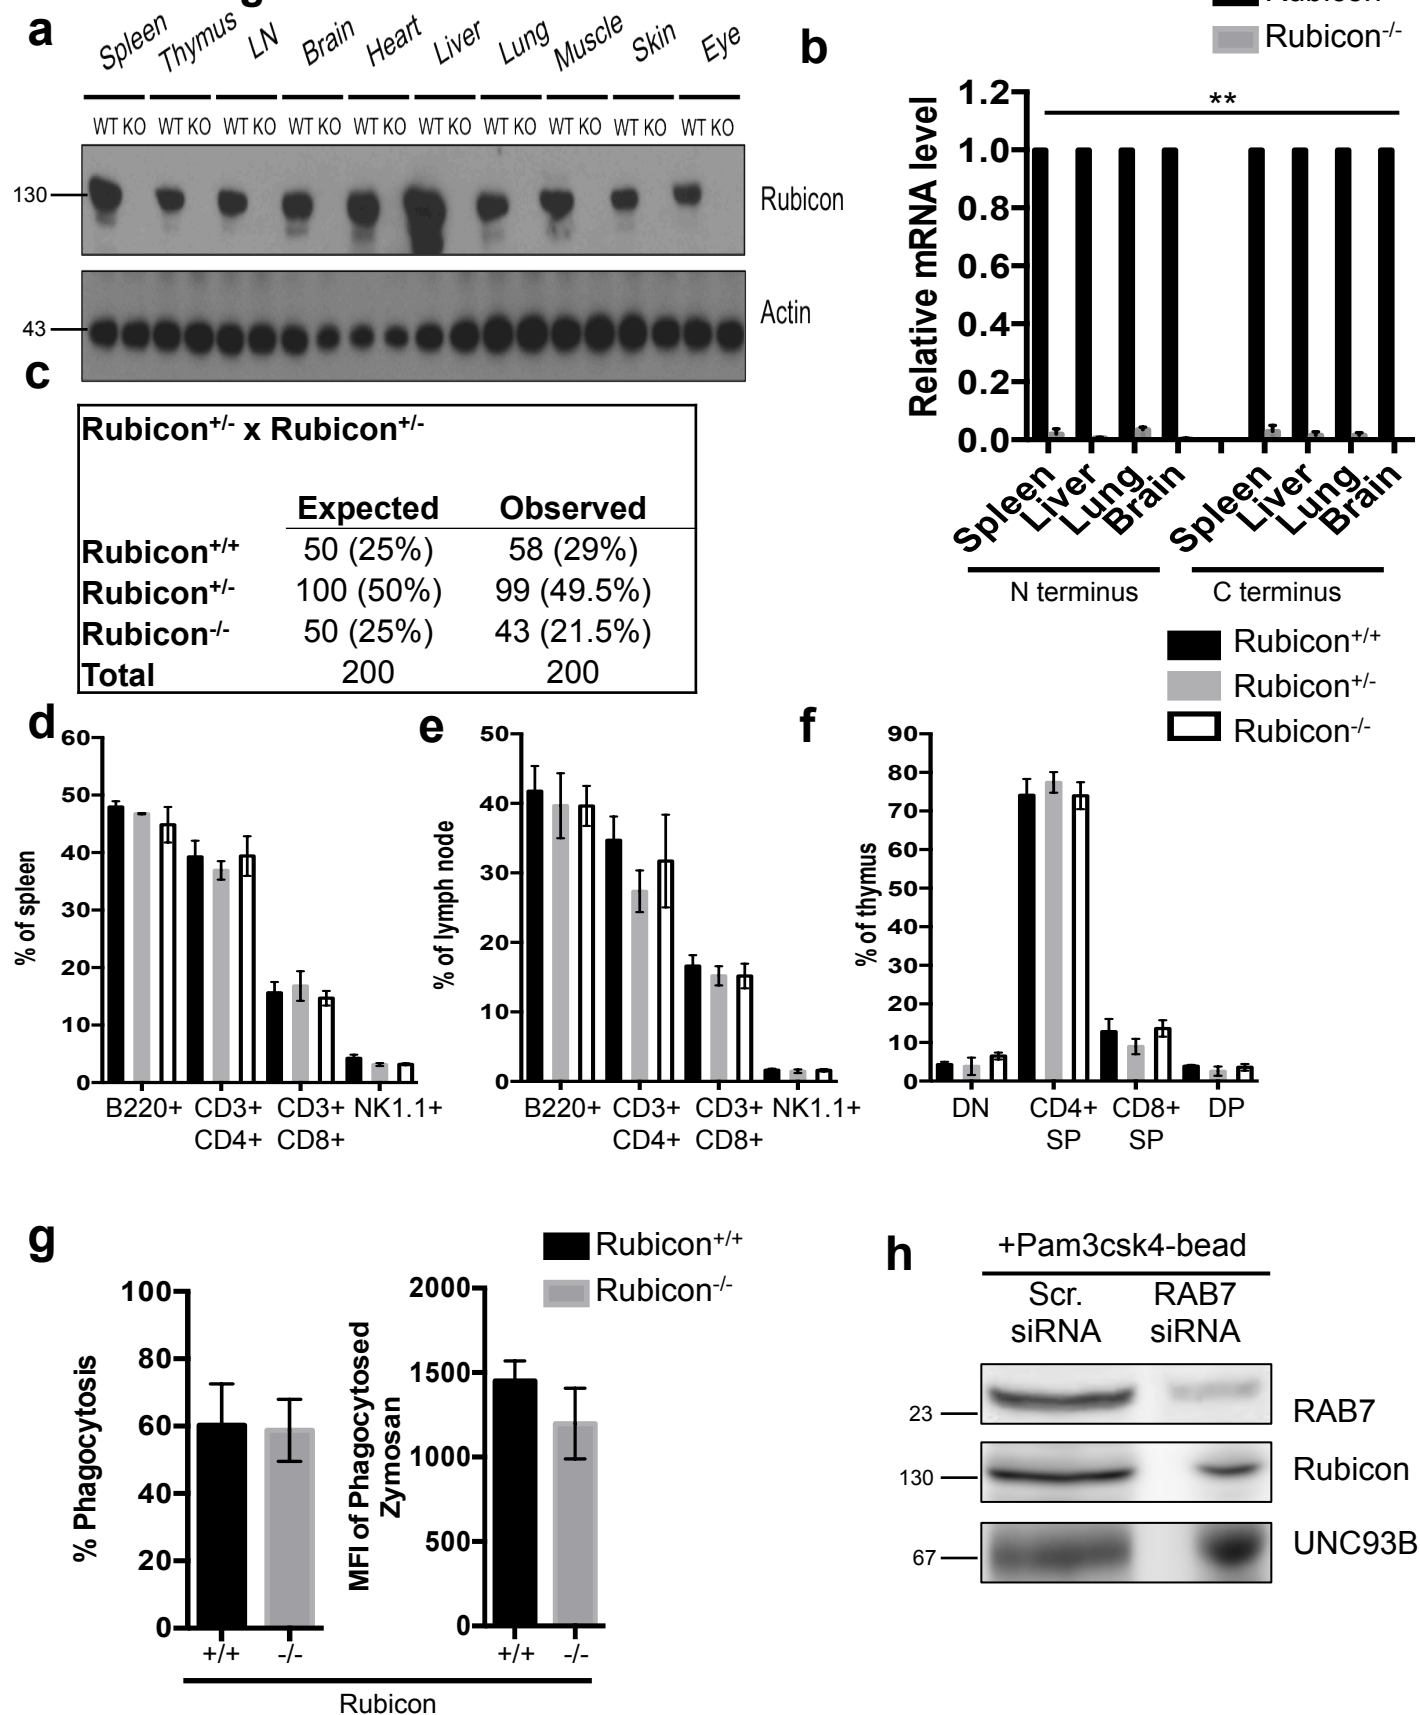 a
Spleen Thymus LN Brain Heart Liver Lung Muscle Skin Eye
WT KO WT KO WT KO WT KO WT KO WT KO WT KO WT KO WT KO WT KO
130
Rubicon
43
Actin
b
Rubicon-/-
Relative mRNA level
1.2
1.0
0.8
0.6
0.4
0.2
0.0
**
Spleen Liver Lung Brain Spleen Liver Lung Brain
N terminus C terminus
c
Rubicon+/- x Rubicon+/-
Expected Observed
Rubicon+/+ 50 (25%) 58 (29%)
Rubicon+/- 100 (50%) 99 (49.5%)
Rubicon-/- 50 (25%) 43 (21.5%)
Total 200 200
Rubicon+/+
Rubicon+/-
Rubicon-/-
d
% of spleen
60
50
40
30
20
10
0
B220+ CD3+ CD3+ NK1.1+
CD4+ CD8+
e
% of lymph node
50
40
30
20
10
0
B220+ CD3+ CD3+ NK1.1+
CD4+ CD8+
f
% of thymus
90
80
70
60
50
40
30
20
10
0
DN CD4+ CD8+ DP
SP SP
g
Rubicon+/+
Rubicon-/-
% Phagocytosis
100
80
60
40
20
0
+/+ -/-
MFI of Phagocytosed
Zymosan
2000
1500
1000
500
0
+/+ -/-
Rubicon
h
+Pam3csk4-bead
Scr. RAB7
siRNA siRNA
23
RAB7
130
Rubicon
67
UNC93B